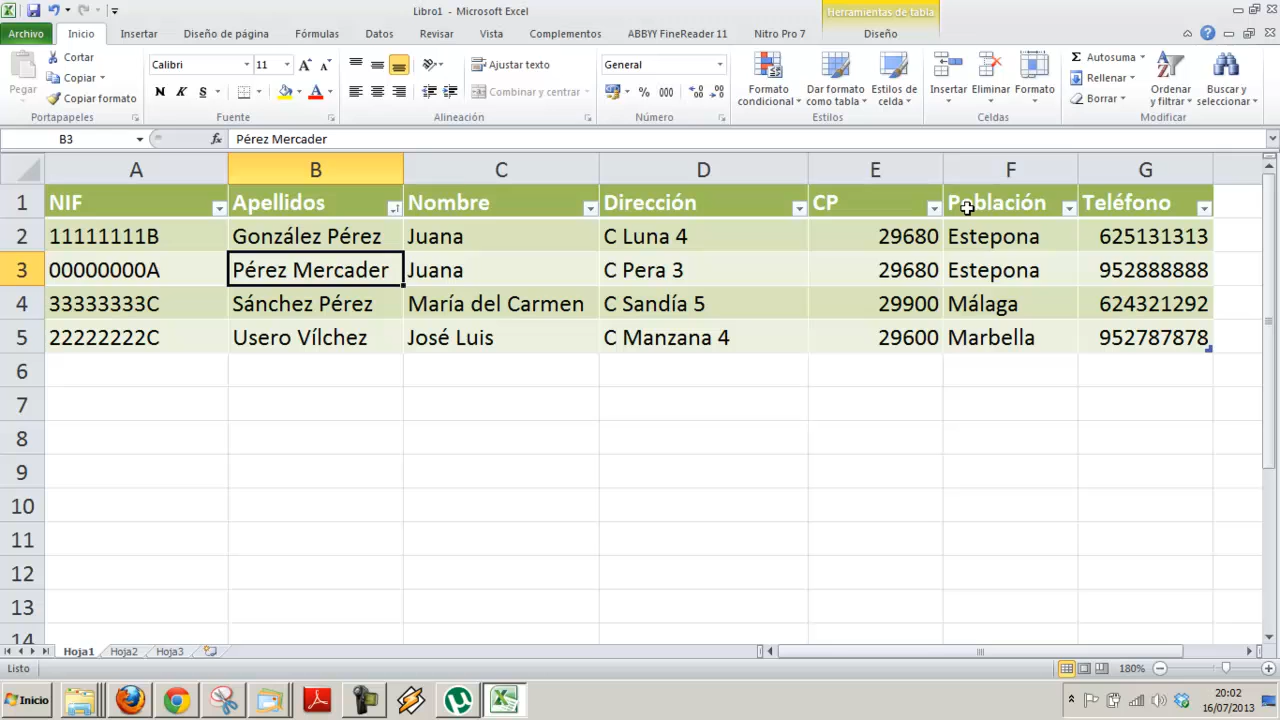 Libro1 - Microsoft Excel
Herramientas de tabla
Archivo Inicio Insertar Diseño de página Fórmulas Datos Revisar Vista Complementos ABBYY FineReader 11 Nitro Pro 7 Diseño
Pegar
Cortar
Copiar
Copiar formato
Portapapeles
Calibri 11
N K S
Fuente
Ajustar texto
Combinar y centrar
Alineación
General
% 000
Número
Formato condicional
Dar formato como tabla
Estilos de celda
Estilos
Insertar Eliminar Formato
Celdas
Autosuma
Rellenar
Borrar
Ordenar y filtrar
Buscar y seleccionar
Modificar
B3 fx Pérez Mercader
A B C D E F G
1 NIF Apellidos Nombre Dirección CP Población Teléfono
2 11111111B González Pérez Juana C Luna 4 29680 Estepona 625131313
3 00000000A Pérez Mercader Juana C Pera 3 29680 Estepona 952888888
4 33333333C Sánchez Pérez María del Carmen C Sandía 5 29900 Málaga 624321292
5 22222222C Usero Vílchez José Luis C Manzana 4 29600 Marbella 952787878
6
7
8
9
10
11
12
13
14
Hoja1 Hoja2 Hoja3
Listo 180%
Inicio 20:02
16/07/2013